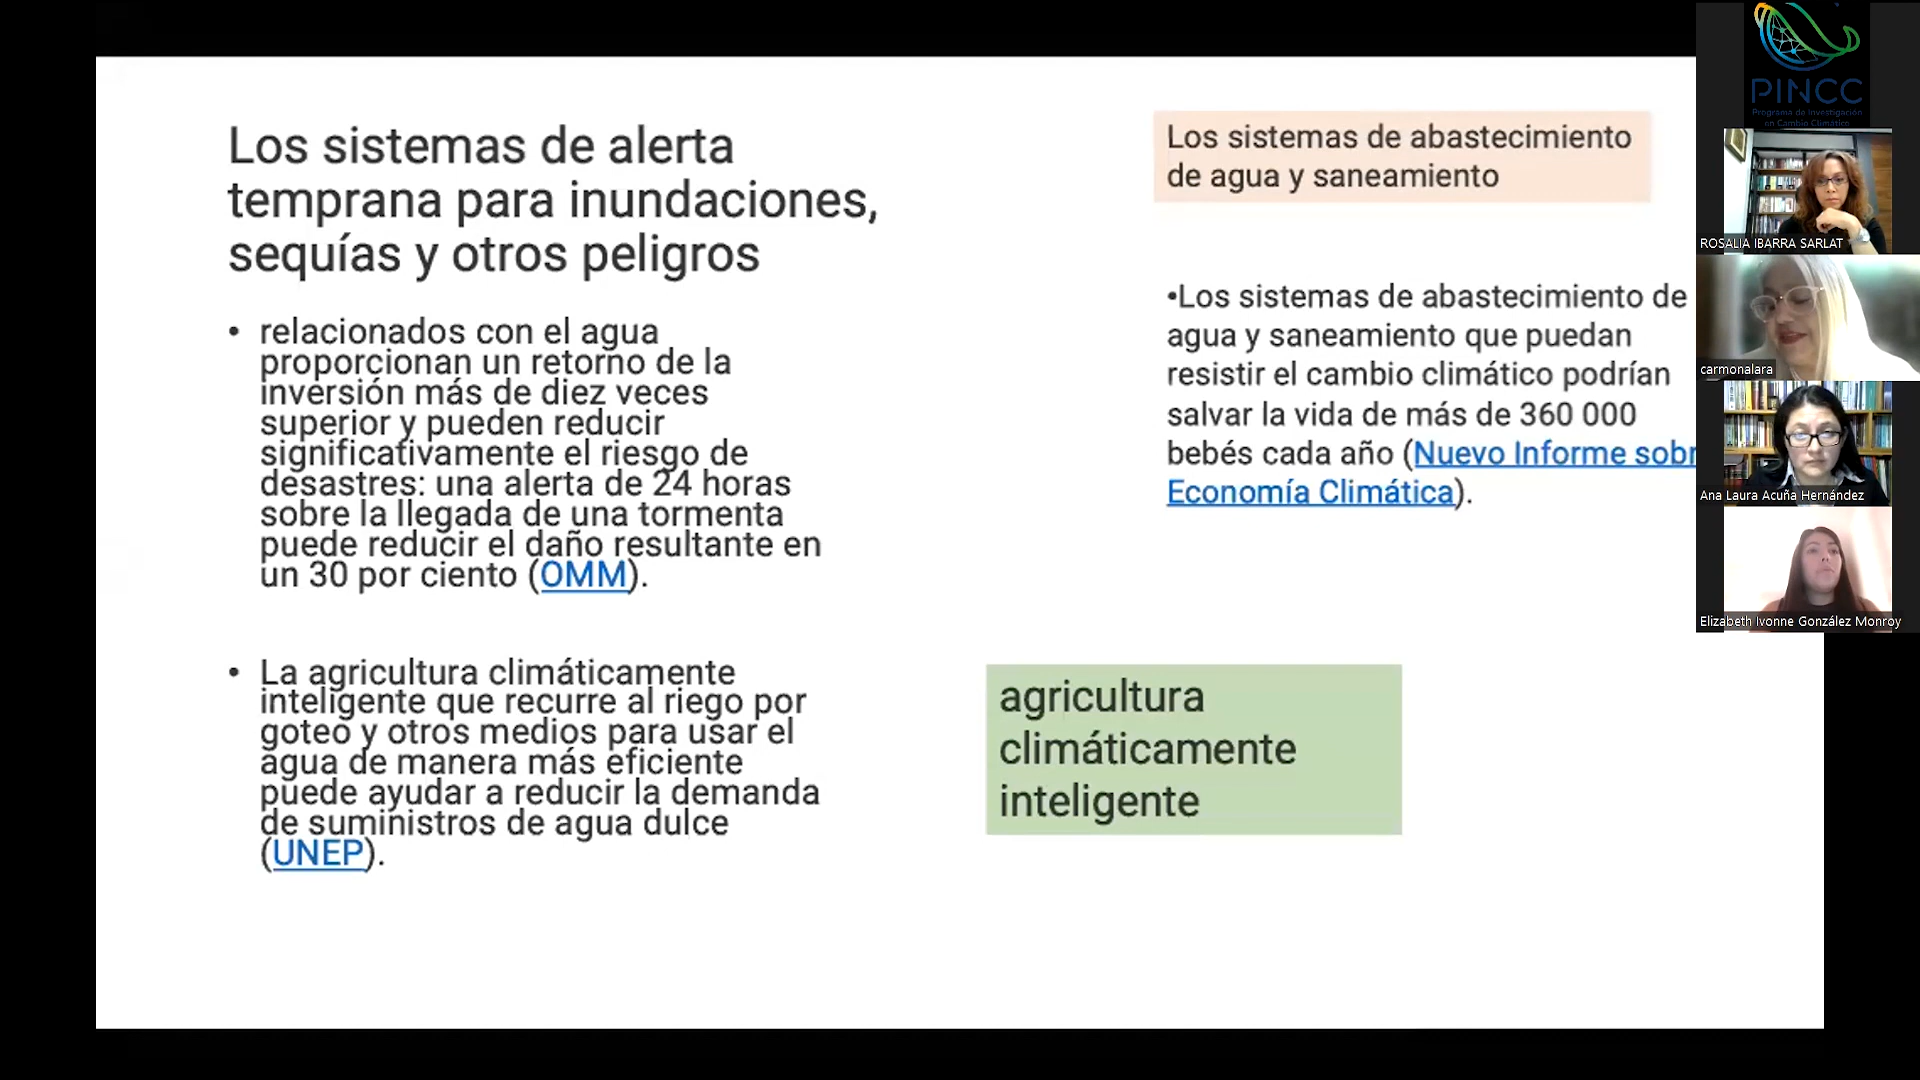 Los sistemas de alerta
temprana para inundaciones,
sequías y otros peligros
• relacionados con el agua
proporcionan un retorno de la
inversión más de diez veces
superior y pueden reducir
significativamente el riesgo de
desastres: una alerta de 24 horas
sobre la llegada de una tormenta
puede reducir el daño resultante en
un 30 por ciento (OMM).
• La agricultura climáticamente
inteligente que recurre al riego por
goteo y otros medios para usar el
agua de manera más eficiente
puede ayudar a reducir la demanda
de suministros de agua dulce
(UNEP).
Los sistemas de abastecimiento
de agua y saneamiento
•Los sistemas de abastecimiento de
agua y saneamiento que puedan
resistir el cambio climático podrían
salvar la vida de más de 360 000
bebés cada año (Nuevo Informe sobr
Economía Climática).
agricultura
climáticamente
inteligente
PINCC
Programa de Investigación
en Cambio Climático
ROSALIA IBARRA SARLAT
carmonalara
Ana Laura Acuña Hernández
Elizabeth Ivonne González Monroy